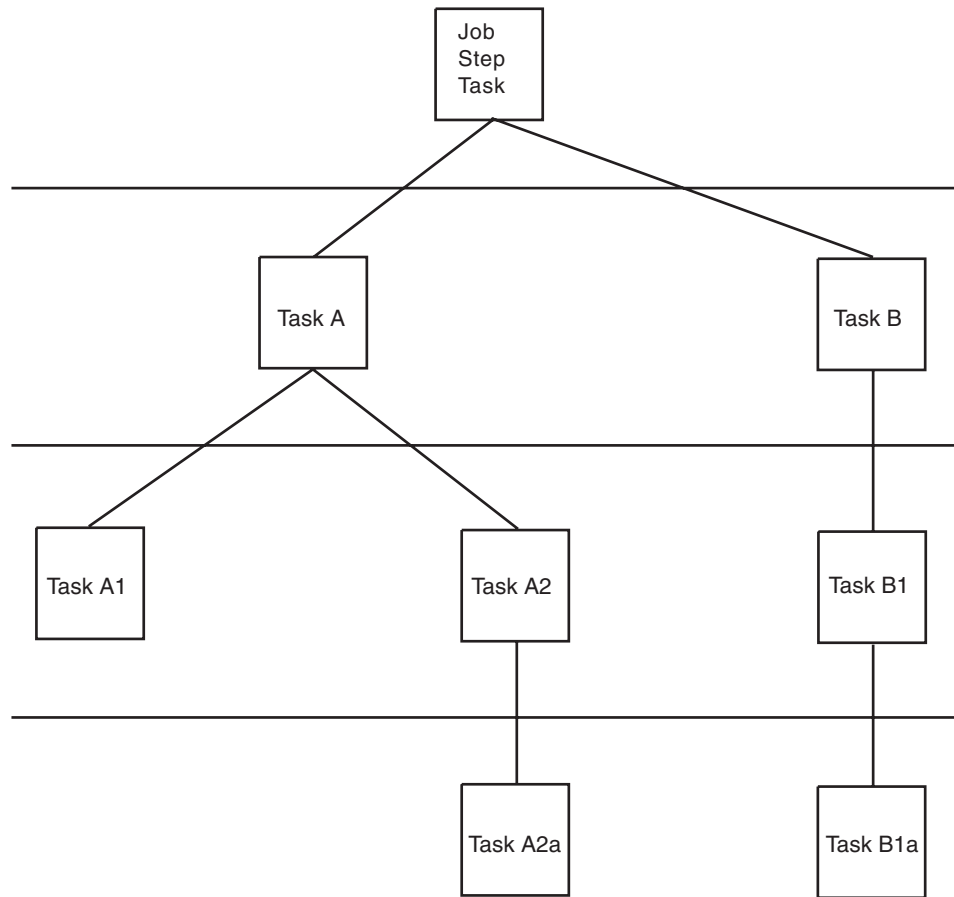 Job
Step
Task
Task A
Task B
Task A1
Task A2
Task B1
Task A2a
Task B1a